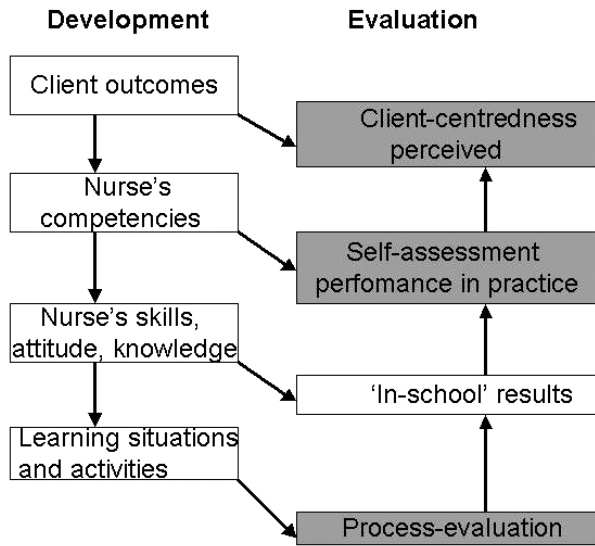 Development
Evaluation
Client outcomes
Client-centredness
perceived
Nurse's
competencies
Self-assessment
perfomance in practice
Nurse's skills,
attitude, knowledge
'In-school' results
Learning situations
and activities
Process-evaluation